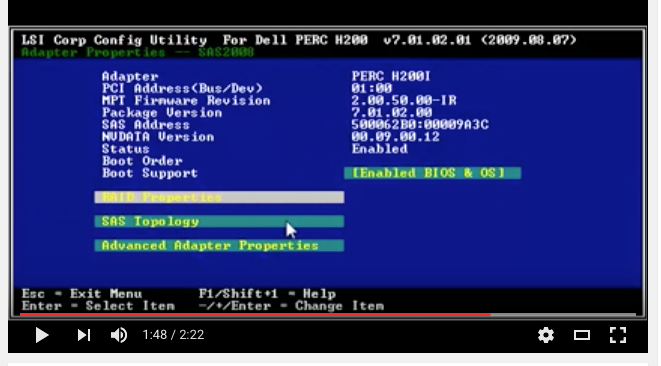 LSI Corp Config Utility For Dell PERC H200 v7.01.02.01 (2009.08.07)
Adapter Properties -- SAS2008
Adapter PERC H200I
PCI Address(Bus/Dev) 01:00
MPT Firmware Revision 2.00.50.00-IR
Package Version 7.01.02.00
SAS Address 500062B0:00009A3C
NVDATA Version 00.09.00.12
Status Enabled
Boot Order
Boot Support [Enabled BIOS & OS]
RAID Properties
SAS Topology
Advanced Adapter Properties
Esc = Exit Menu F1/Shift+1 = Help
Enter = Select Item -/+/Enter = Change Item
1:48 / 2:22